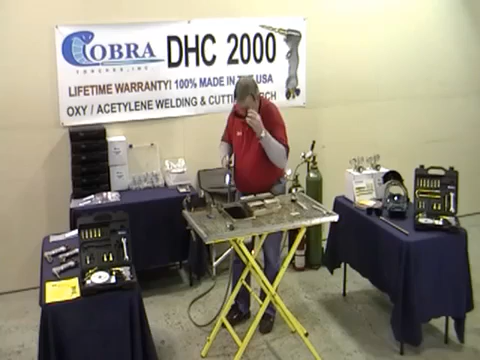 COBRA DHC 2000
TORCHES, INC.
LIFETIME WARRANTY! 100% MADE IN THE USA
OXY / ACETYLENE WELDING & CUTTING TORCH